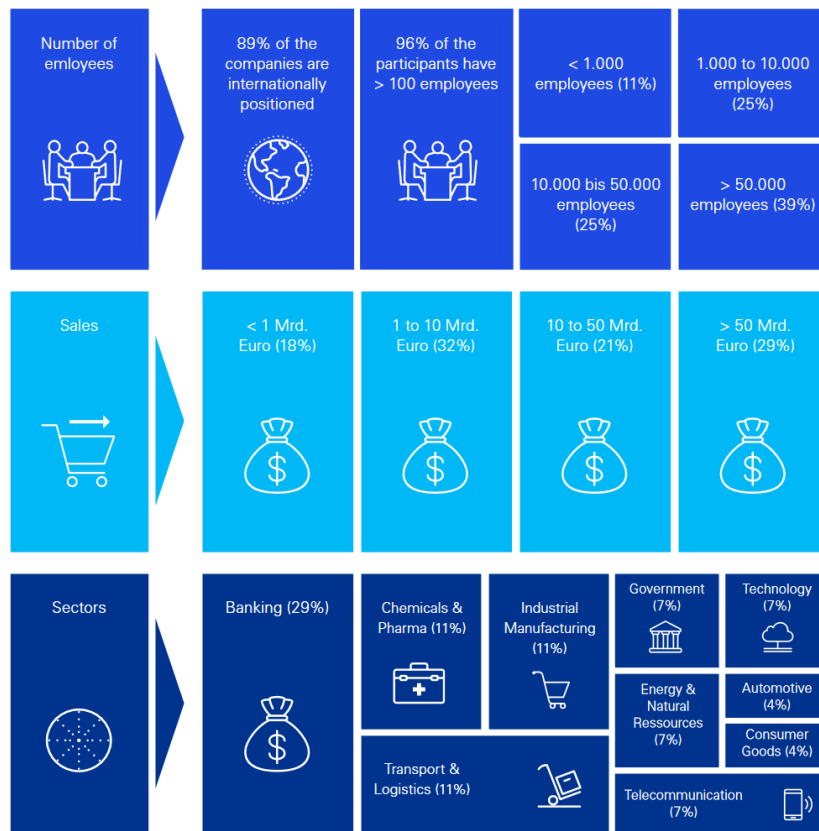 Number of
emloyees
89% of the
companies are
internationally
positioned
96% of the
participants have
> 100 employees
< 1.000
employees (11%)
1.000 to 10.000
employees
(25%)
10.000 bis 50.000
employees
(25%)
> 50.000
employees (39%)
Sales
< 1 Mrd.
Euro (18%)
1 to 10 Mrd.
Euro (32%)
10 to 50 Mrd.
Euro (21%)
> 50 Mrd.
Euro (29%)
$
$
$
$
Sectors
Banking (29%)
$
Chemicals &
Pharma (11%)
Industrial
Manufacturing
(11%)
Transport &
Logistics (11%)
Government
(7%)
Technology
(7%)
Energy &
Natural
Ressources
(7%)
Automotive
(4%)
Consumer
Goods (4%)
Telecommunication
(7%)